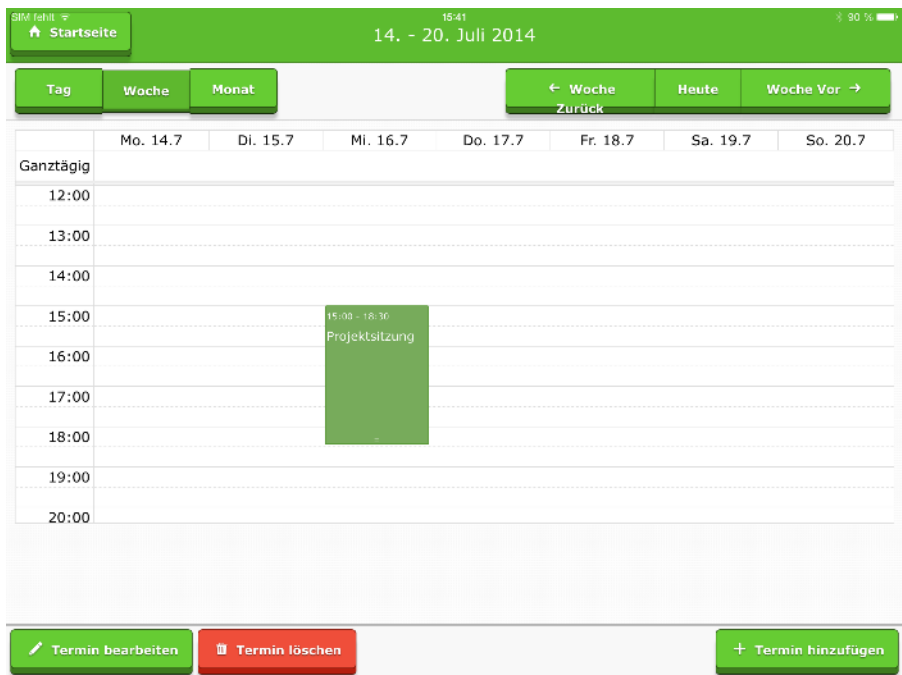 SIM fehlt 15:41 90 %
Startseite
14. - 20. Juli 2014
Tag Woche Monat ← Woche Zurück Heute Woche Vor →
Mo. 14.7 Di. 15.7 Mi. 16.7 Do. 17.7 Fr. 18.7 Sa. 19.7 So. 20.7
Ganztägig
12:00
13:00
14:00
15:00
15:00 - 18:30
Projektsitzung
16:00
17:00
18:00
19:00
20:00
Termin bearbeiten Termin löschen + Termin hinzufügen